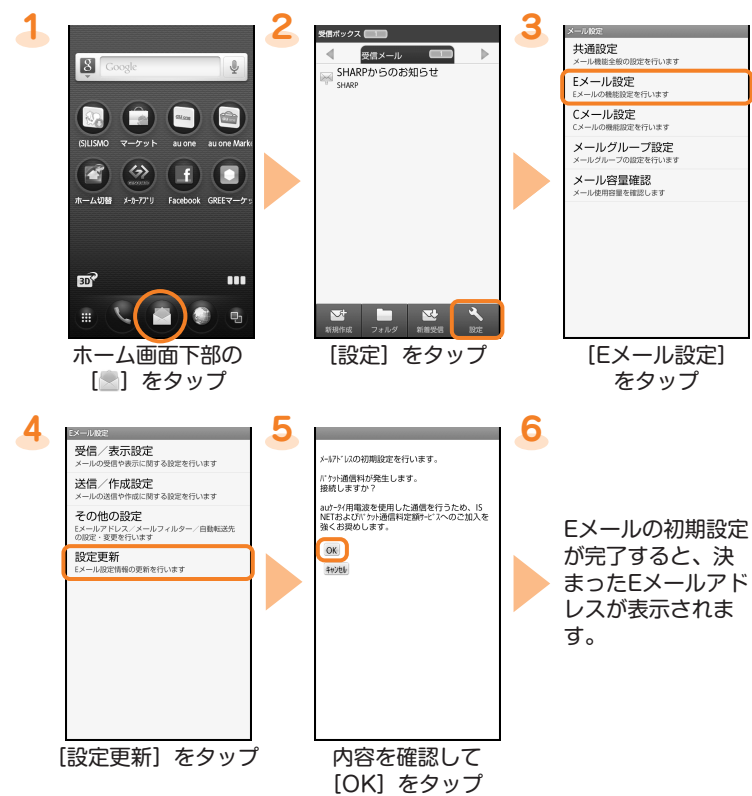 1
Google
(S)LISMO
マーケット
au one
au one Mark
ホーム切替
メーカーアプリ
Facebook
GREEマーケッ
3D
ホーム画面下部の
[ ] をタップ
2
受信ボックス 1
受信メール 1
SHARPからのお知らせ
SHARP
新規作成
フォルダ
新着受信
設定
[設定] をタップ
3
メール設定
共通設定
メール機能全般の設定を行います
Eメール設定
Eメールの機能設定を行います
Cメール設定
Cメールの機能設定を行います
メールグループ設定
メールグループの設定を行います
メール容量確認
メール使用容量を確認します
[Eメール設定]
をタップ
4
Eメール設定
受信/表示設定
メールの受信や表示に関する設定を行います
送信/作成設定
メールの送信や作成に関する設定を行います
その他の設定
Eメールアドレス/メールフィルター/自動転送先
の設定・変更を行います
設定更新
Eメール設定情報の更新を行います
[設定更新] をタップ
5
メールアドレスの初期設定を行います。
パケット通信料が発生します。
接続しますか?
auケータイ用電波を使用した通信を行うため、IS
NETおよびパケット通信料定額サービスへのご加入を
強くお奨めします。
OK
キャンセル
内容を確認して
[OK] をタップ
6
Eメールの初期設定
が完了すると、決
まったEメールアド
レスが表示されま
す。